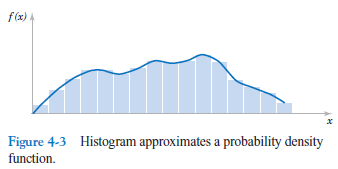 f(x)
x
Figure 4-3 Histogram approximates a probability density
function.